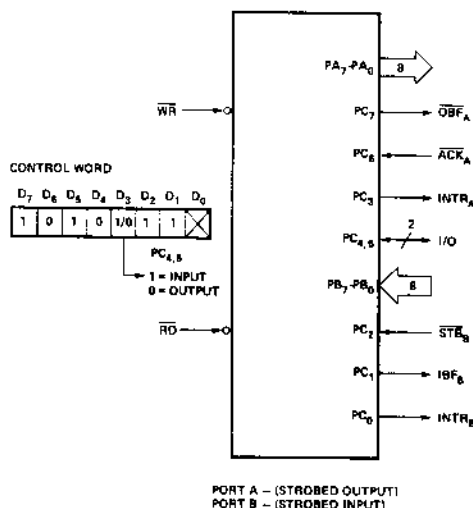 PA7-PA0
8
WR
PC7
OBFA
PC6
ACKA
CONTROL WORD
D7 D6 D5 D4 D3 D2 D1 D0
1 0 1 0 1/0 1 1 X
PC3
INTRA
PC4,5
2
I/O
PC4,5
1 = INPUT
0 = OUTPUT
PB7-PB0
8
RD
PC2
STBB
PC1
IBFB
PC0
INTRB
PORT A – (STROBED OUTPUT)
PORT B – (STROBED INPUT)